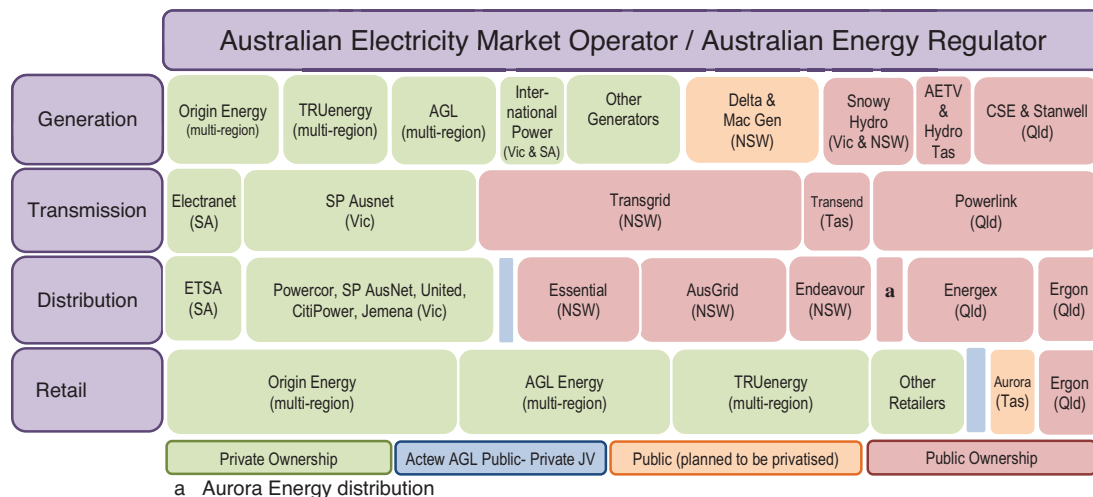 Australian Electricity Market Operator / Australian Energy Regulator
Generation
Origin Energy
(multi-region)
TRUenergy
(multi-region)
AGL
(multi-region)
Inter-
national
Power
(Vic & SA)
Other
Generators
Delta &
Mac Gen
(NSW)
Snowy
Hydro
(Vic & NSW)
AETV
&
Hydro
Tas
CSE & Stanwell
(Qld)
Transmission
Electranet
(SA)
SP Ausnet
(Vic)
Transgrid
(NSW)
Transend
(Tas)
Powerlink
(Qld)
Distribution
ETSA
(SA)
Powercor, SP AusNet, United,
CitiPower, Jemena (Vic)
Essential
(NSW)
AusGrid
(NSW)
Endeavour
(NSW)
a
Energex
(Qld)
Ergon
(Qld)
Retail
Origin Energy
(multi-region)
AGL Energy
(multi-region)
TRUenergy
(multi-region)
Other
Retailers
Aurora
(Tas)
Ergon
(Qld)
Private Ownership
Actew AGL Public- Private JV
Public (planned to be privatised)
Public Ownership
a Aurora Energy distribution